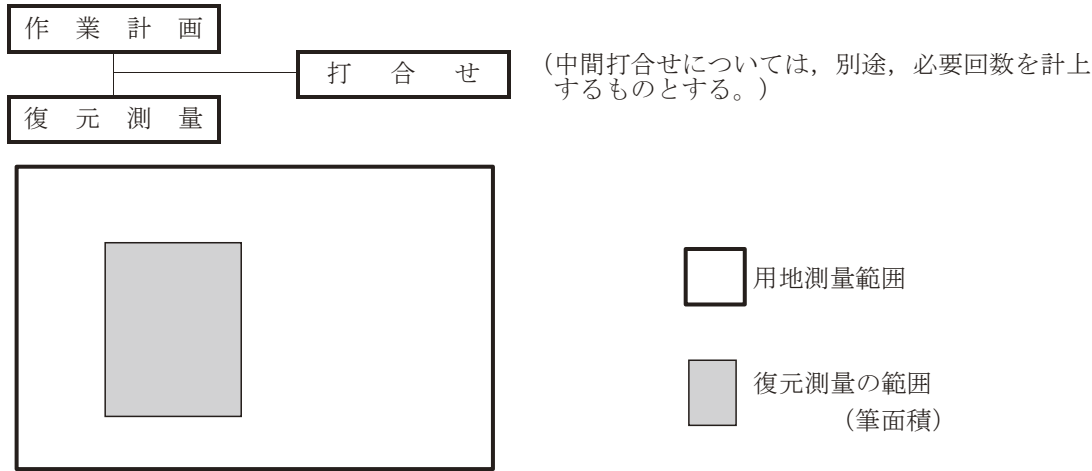 作業計画
打合せ
(中間打合せについては，別途，必要回数を計上
するものとする。)
復元測量
用地測量範囲
復元測量の範囲
(筆面積)